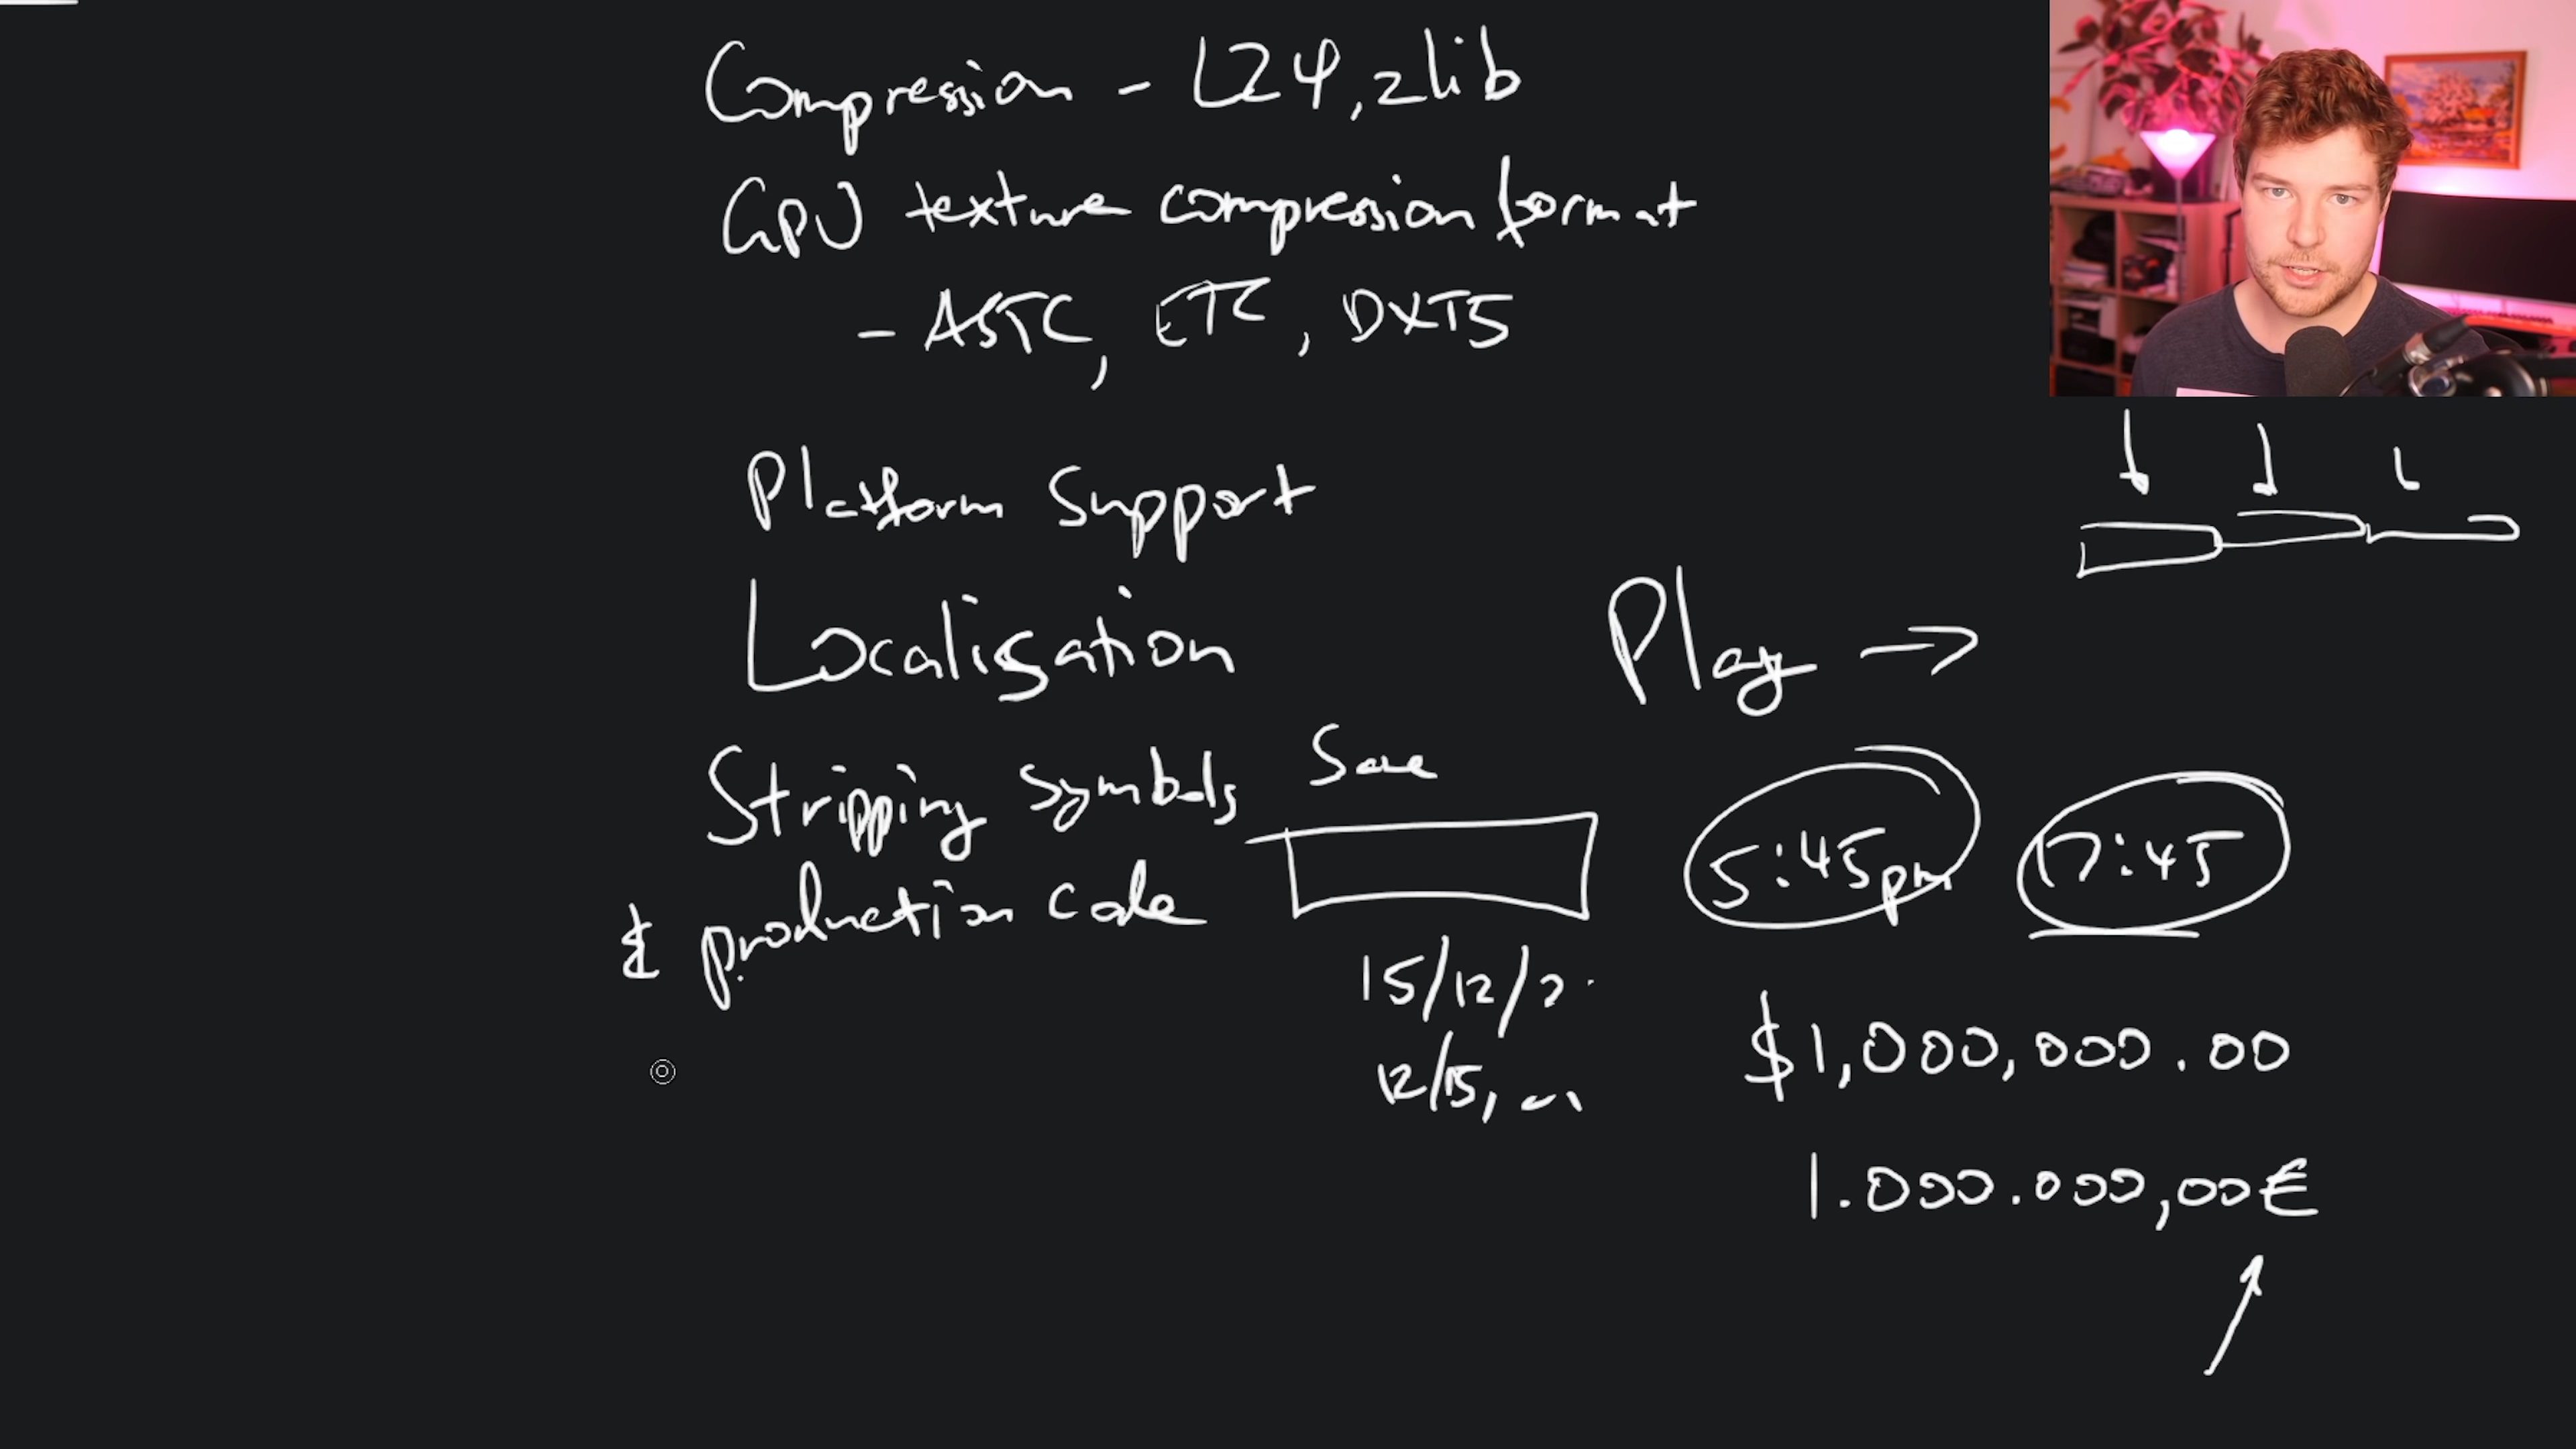 Compression - LZ4, zlib
GPU texture compression format
- ASTC, ETC, DXT5
Platform Support
Localisation
Play →
Stripping symbols
& production code
Save
5:45pm
17:45
15/12/2
12/15,
$1,000,000.00
1.000.000,00€